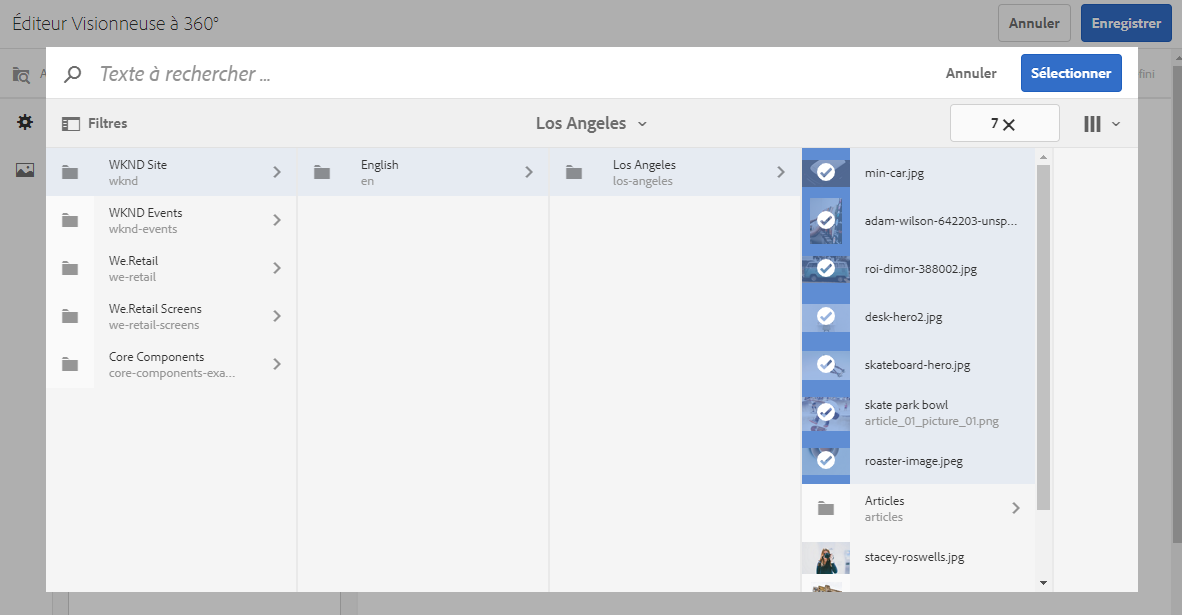 Éditeur Visionneuse à 360°
Annuler
Enregistrer
A
Texte à rechercher ...
Annuler
Sélectionner
fini
Filtres
Los Angeles
7
WKND Site
wknd
WKND Events
wknd-events
We.Retail
we-retail
We.Retail Screens
we-retail-screens
Core Components
core-components-exa...
English
en
Los Angeles
los-angeles
min-car.jpg
adam-wilson-642203-unsp...
roi-dimor-388002.jpg
desk-hero2.jpg
skateboard-hero.jpg
skate park bowl
article_01_picture_01.png
roaster-image.jpeg
Articles
articles
stacey-roswells.jpg